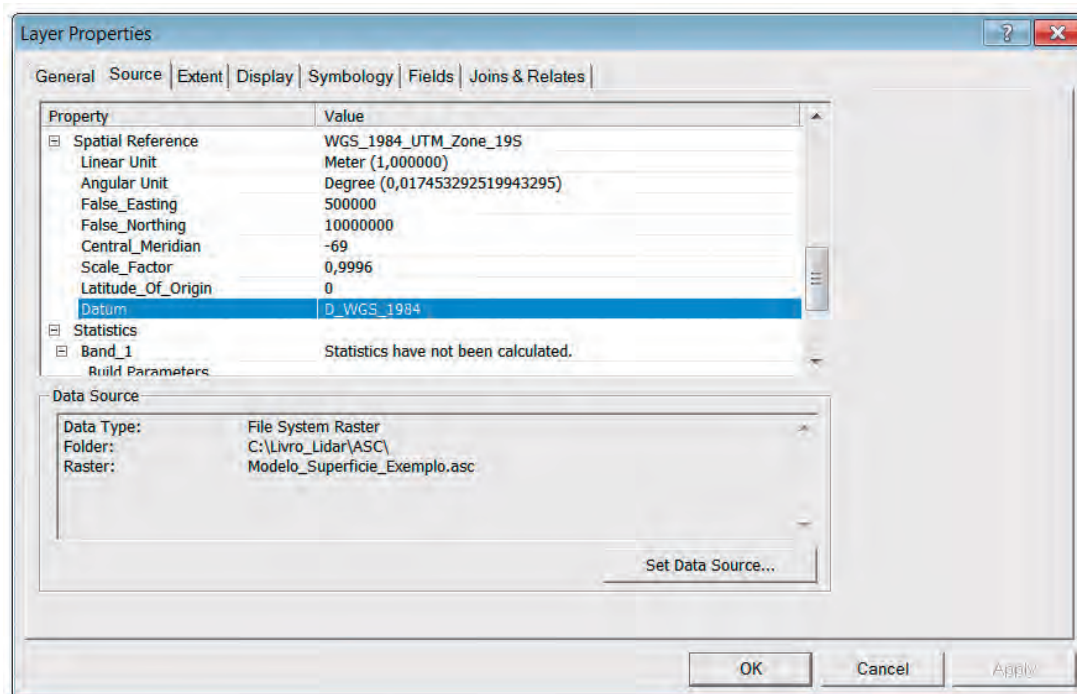 Layer Properties
General Source Extent Display Symbology Fields Joins & Relates
Property Value
Spatial Reference WGS_1984_UTM_Zone_19S
Linear Unit Meter (1,000000)
Angular Unit Degree (0,017453292519943295)
False_Easting 500000
False_Northing 10000000
Central_Meridian -69
Scale_Factor 0,9996
Latitude_Of_Origin 0
Datum D_WGS_1984
Statistics
Band_1 Statistics have not been calculated.
Build Parameters
Data Source
Data Type: File System Raster
Folder: C:\Livro_Lidar\ASC\
Raster: Modelo_Superficie_Exemplo.asc
Set Data Source...
OK Cancel Apply